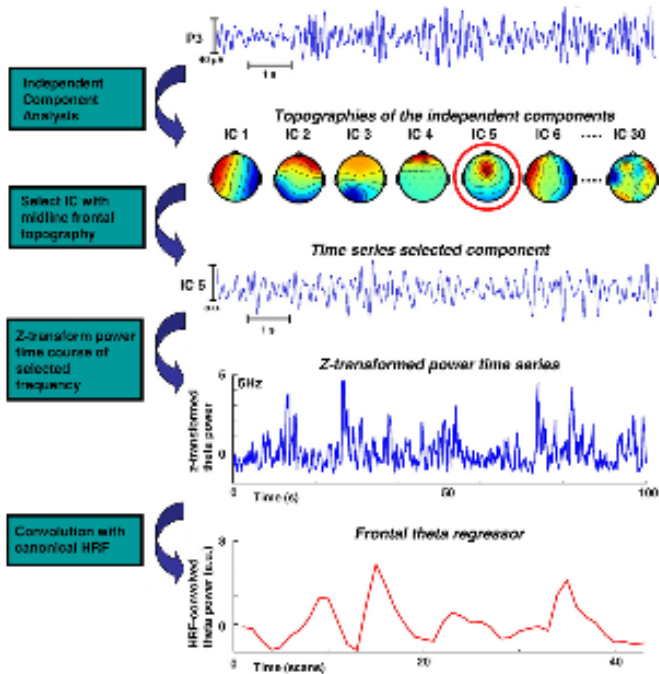 P3
40 µV
1 s
Independent
Component
Analysis
Topographies of the independent components
IC 1 IC 2 IC 3 IC 4 IC 5 IC 6 ····· IC 30
Select IC with
midline frontal
topography
Time series selected component
IC 5
a.u.
1 s
Z-transform power
time course of
selected
frequency
Z-transformed power time series
6
5Hz
z-transformed
theta power
0
0 50 100
Time (s)
Convolution with
canonical HRF
Frontal theta regressor
3
HRF-convolved
theta power (a.u.)
0
0 20 40
Time (scans)